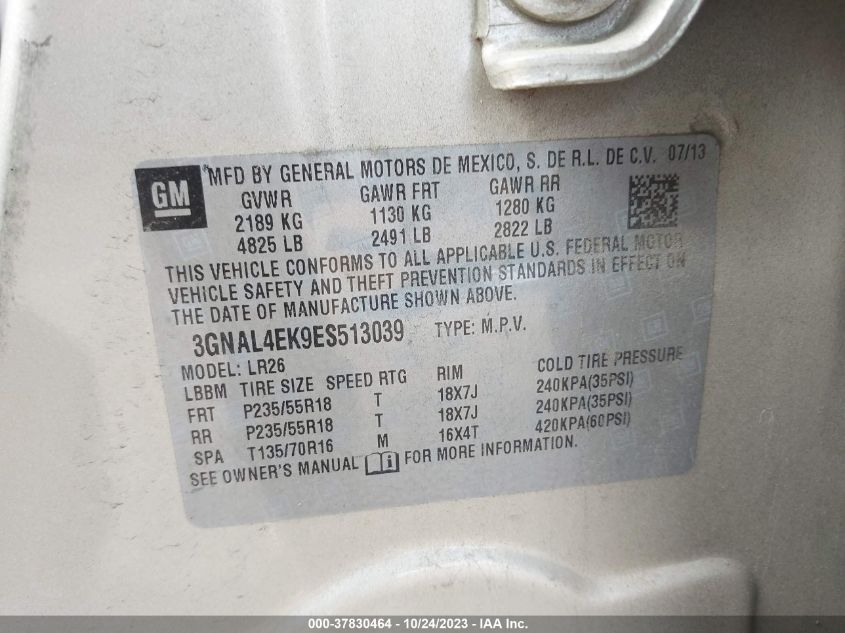 GM MFD BY GENERAL MOTORS DE MEXICO, S. DE R.L. DE C.V. 07/13
GVWR GAWR FRT GAWR RR
2189 KG 1130 KG 1280 KG
4825 LB 2491 LB 2822 LB
THIS VEHICLE CONFORMS TO ALL APPLICABLE U.S. FEDERAL MOTOR
VEHICLE SAFETY AND THEFT PREVENTION STANDARDS IN EFFECT ON
THE DATE OF MANUFACTURE SHOWN ABOVE.
3GNAL4EK9ES513039 TYPE: M.P.V.
MODEL: LR26
LBBM TIRE SIZE SPEED RTG RIM COLD TIRE PRESSURE
FRT P235/55R18 T 18X7J 240KPA(35PSI)
RR P235/55R18 T 18X7J 240KPA(35PSI)
SPA T135/70R16 M 16X4T 420KPA(60PSI)
SEE OWNER'S MANUAL FOR MORE INFORMATION.
000-37830464 - 10/24/2023 - IAA Inc.